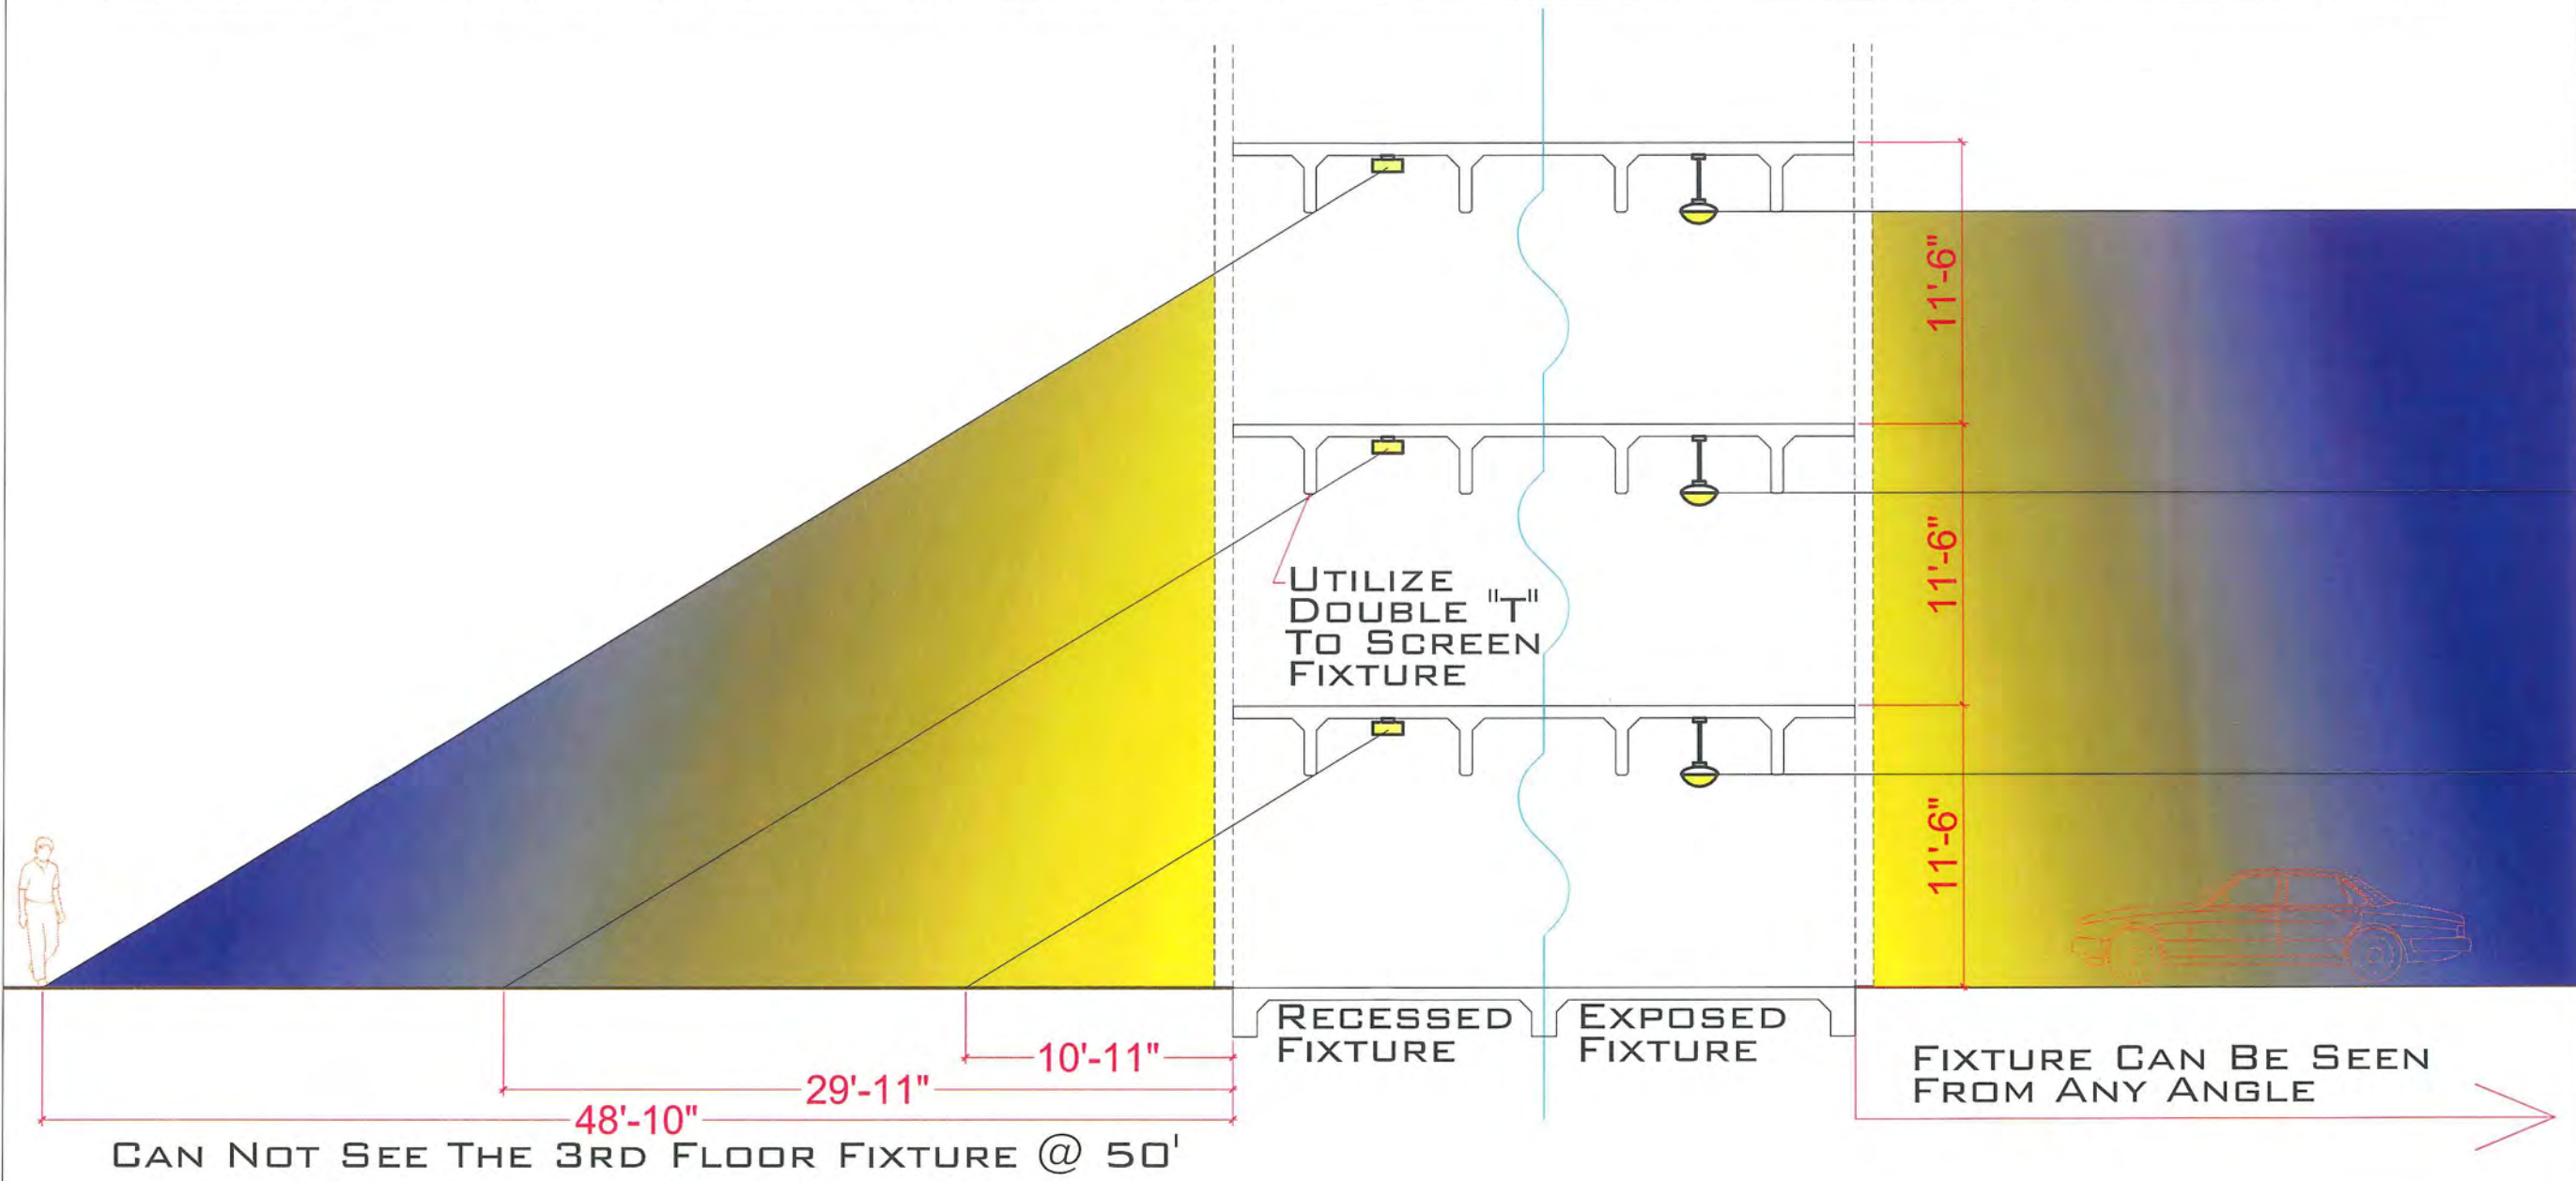 11'-6"
11'-6"
UTILIZE
DOUBLE "T"
TO SCREEN
FIXTURE
11'-6"
RECESSED
FIXTURE
EXPOSED
FIXTURE
10'-11"
29'-11"
48'-10"
FIXTURE CAN BE SEEN
FROM ANY ANGLE
CAN NOT SEE THE 3RD FLOOR FIXTURE @ 50'